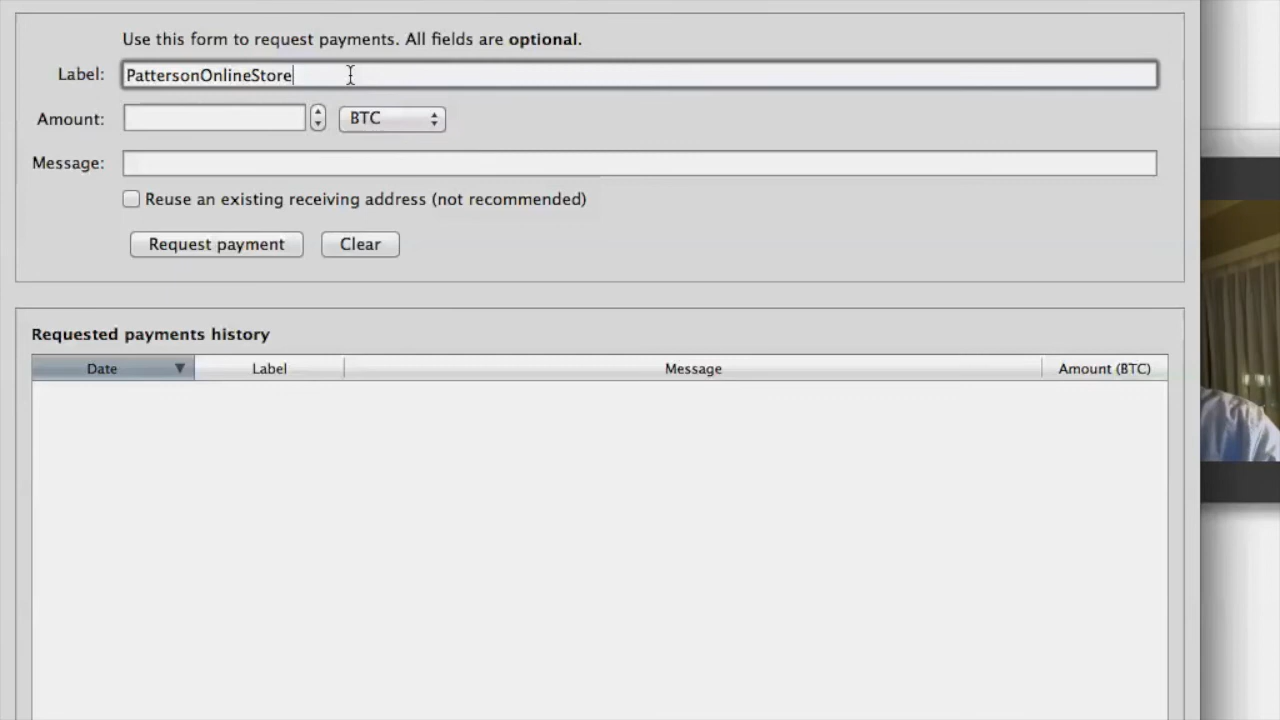 Use this form to request payments. All fields are optional.
Label: PattersonOnlineStore
Amount: BTC
Message:
Reuse an existing receiving address (not recommended)
Request payment Clear
Requested payments history
Date Label Message Amount (BTC)